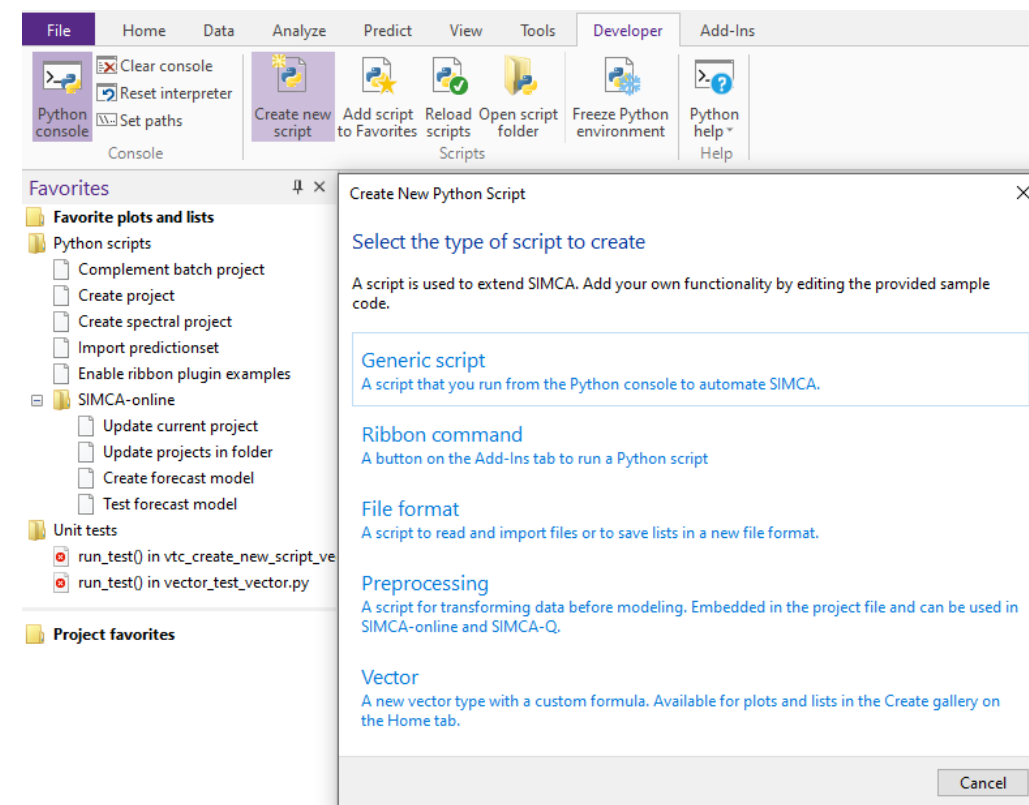 File Home Data Analyze Predict View Tools Developer Add-Ins
Clear console
Reset interpreter
Set paths
Python console
Console
Create new script
Add script to Favorites
Reload scripts
Open script folder
Scripts
Freeze Python environment
Python help
Help
Favorites
Favorite plots and lists
Python scripts
Complement batch project
Create project
Create spectral project
Import predictionset
Enable ribbon plugin examples
SIMCA-online
Update current project
Update projects in folder
Create forecast model
Test forecast model
Unit tests
run_test() in vtc_create_new_script_ve
run_test() in vector_test_vector.py
Project favorites
Create New Python Script
Select the type of script to create
A script is used to extend SIMCA. Add your own functionality by editing the provided sample
code.
Generic script
A script that you run from the Python console to automate SIMCA.
Ribbon command
A button on the Add-Ins tab to run a Python script
File format
A script to read and import files or to save lists in a new file format.
Preprocessing
A script for transforming data before modeling. Embedded in the project file and can be used in
SIMCA-online and SIMCA-Q.
Vector
A new vector type with a custom formula. Available for plots and lists in the Create gallery on
the Home tab.
Cancel